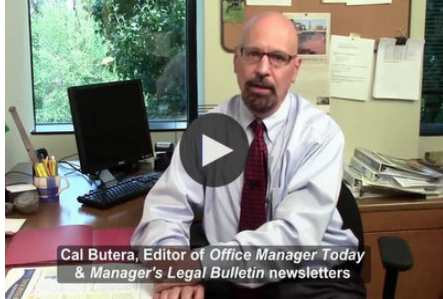 Cal Butera, Editor of Office Manager Today
& Manager's Legal Bulletin newsletters